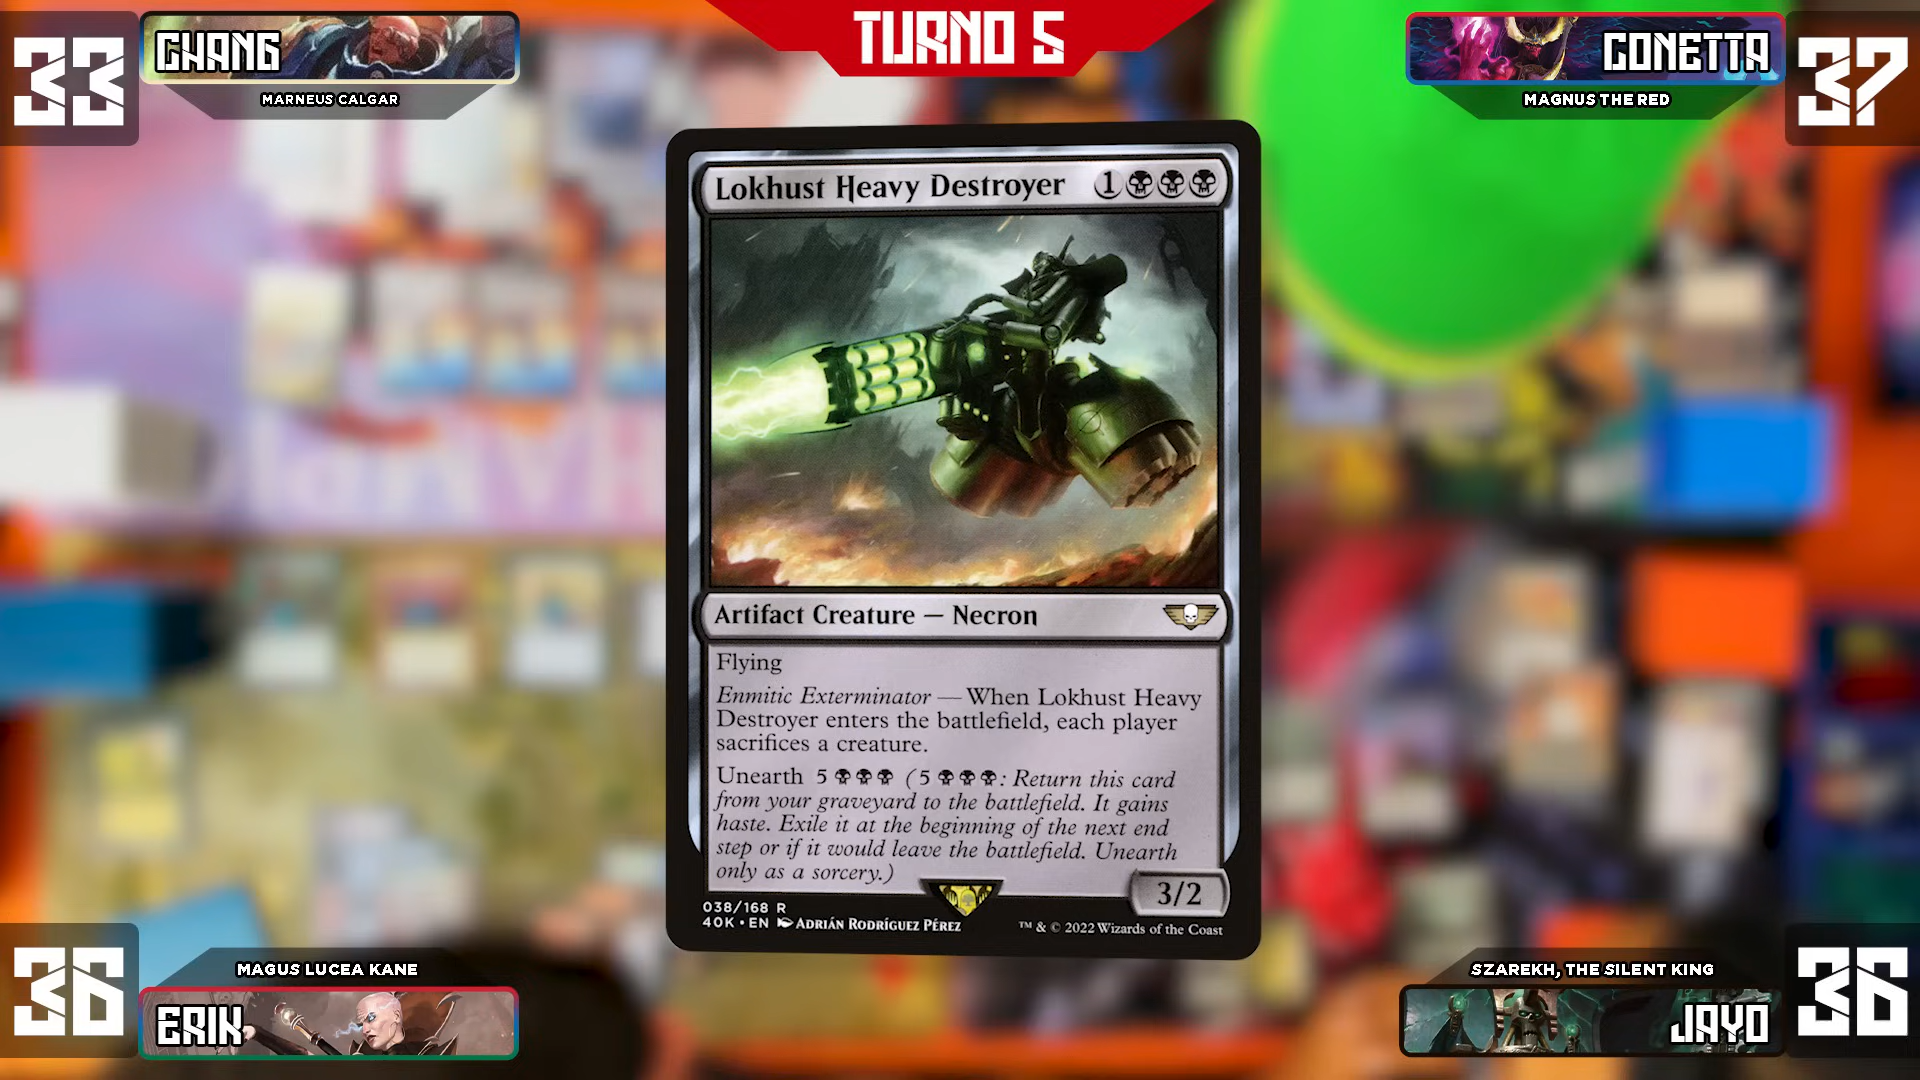 33
CHANG
MARNEUS CALGAR
TURNO 5
CONETTA
MAGNUS THE RED
37
Lokhust Heavy Destroyer 1
Artifact Creature — Necron
Flying
Enmitic Exterminator — When Lokhust Heavy
Destroyer enters the battlefield, each player
sacrifices a creature.
Unearth 5 (5 : Return this card
from your graveyard to the battlefield. It gains
haste. Exile it at the beginning of the next end
step or if it would leave the battlefield. Unearth
only as a sorcery.)
3/2
038/168 R
40K • EN ADRIÁN RODRÍGUEZ PÉREZ
™ & © 2022 Wizards of the Coast
36
MAGUS LUCEA KANE
ERIK
SZAREKH, THE SILENT KING
JAYO
36